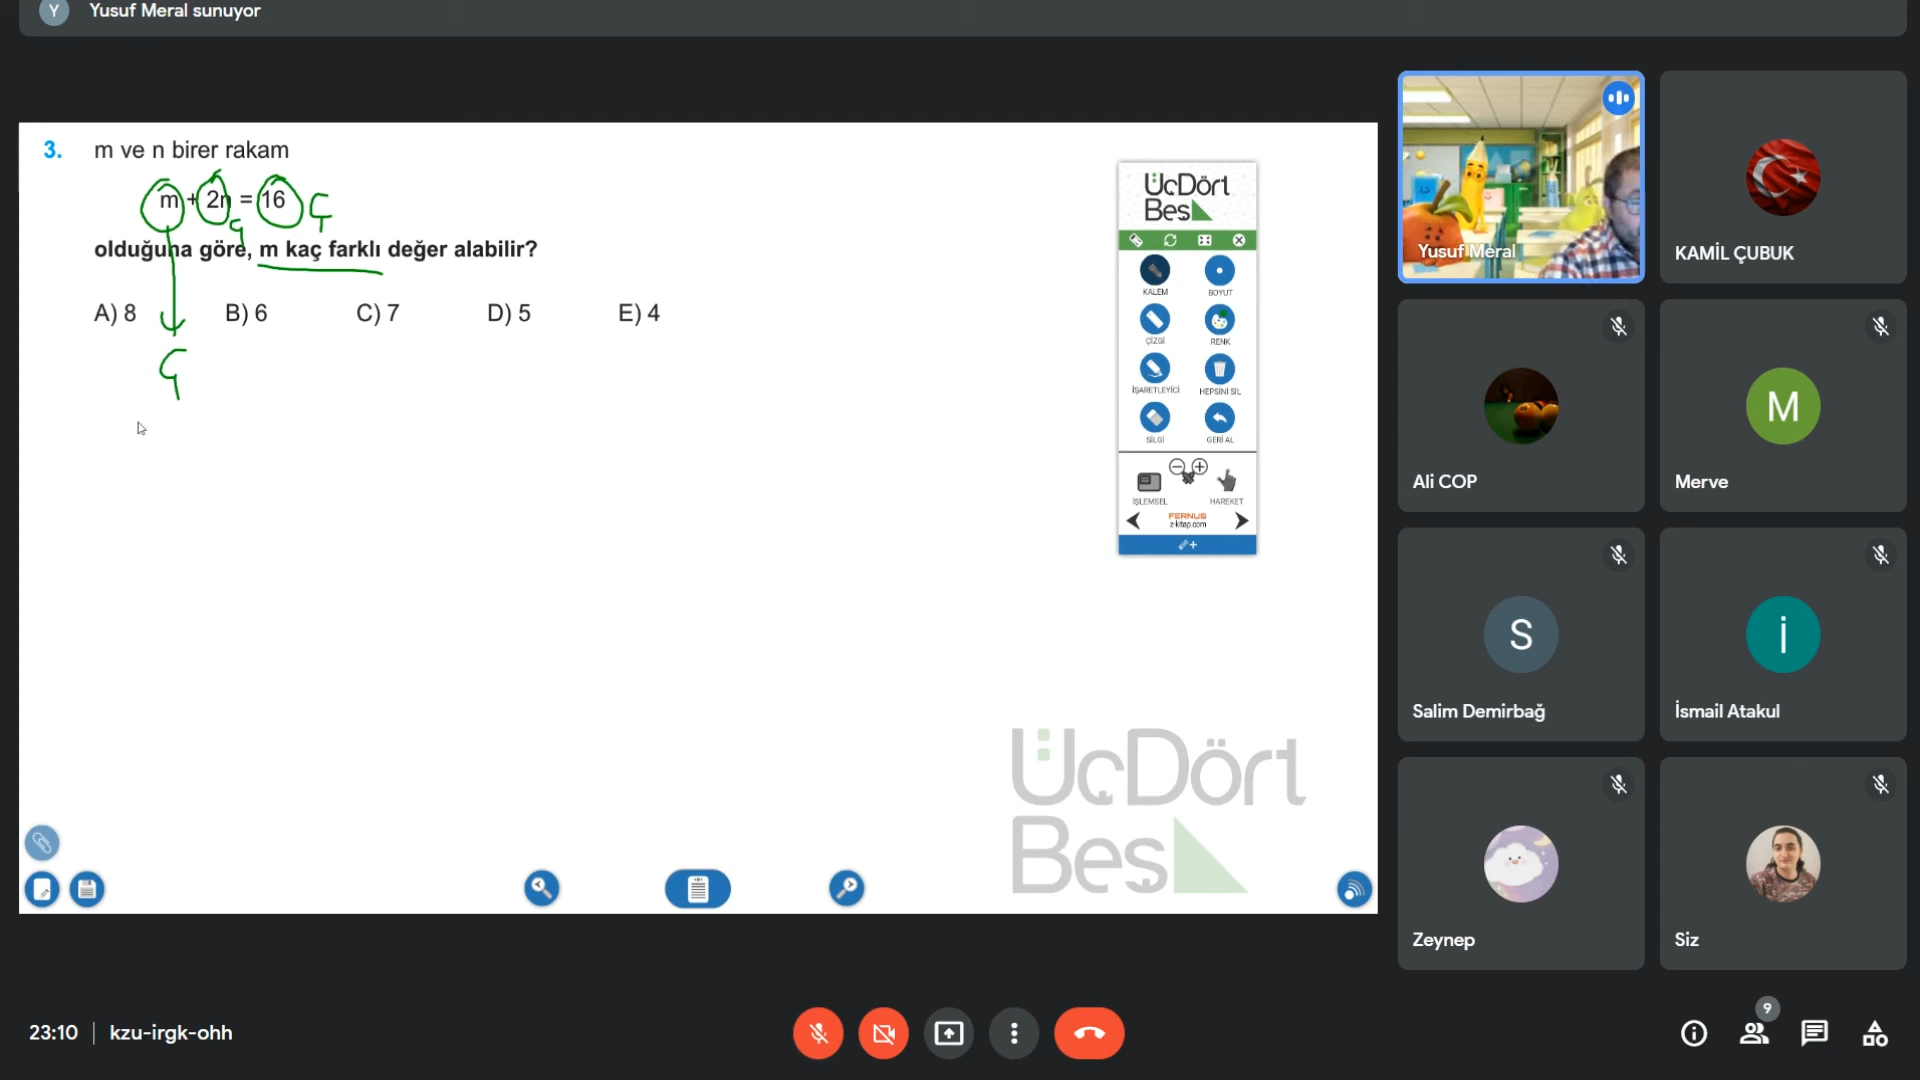 Y Yusuf Meral sunuyor
3. m ve n birer rakam
m + 2n = 16 Ç
Ç
olduğuna göre, m kaç farklı değer alabilir?
A) 8 B) 6 C) 7 D) 5 E) 4
Ç
ÜçDört
Beş
KALEM BOYUT
ÇİZGİ RENK
İŞARETLEYİCİ HEPSİNİ SİL
SİLGİ GERİ AL
İŞLEMSEL HAREKET
FERNUS
z-kitap.com
ÜçDört
Beş
Yusuf Meral
KAMİL ÇUBUK
Ali COP
M
Merve
S
Salim Demirbağ
İ
İsmail Atakul
Zeynep
Siz
23:10 | kzu-irgk-ohh
9